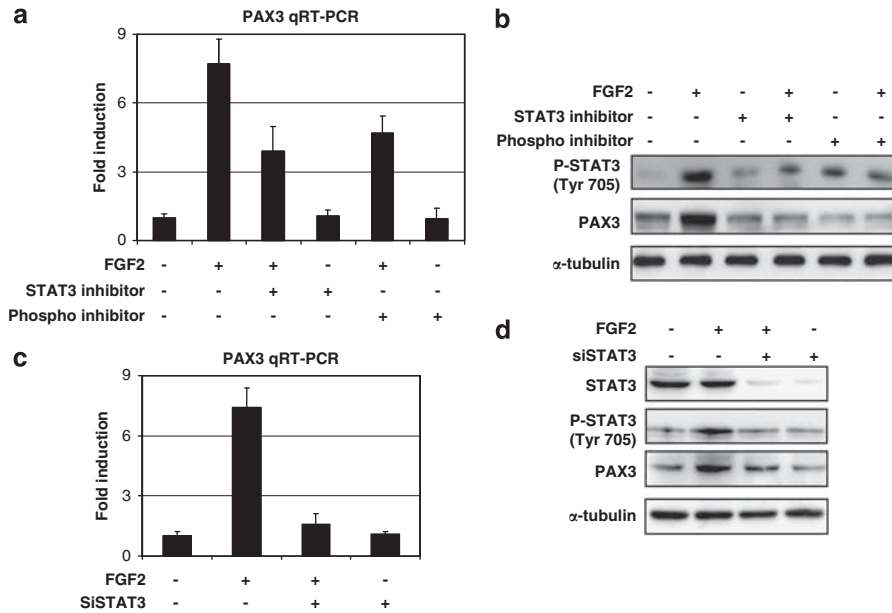 a
PAX3 qRT-PCR
Fold induction
9
6
3
0
FGF2 - + + - + -
STAT3 inhibitor - - + + - -
Phospho inhibitor - - - - + +
b
FGF2 - + - + - +
STAT3 inhibitor - - + + - -
Phospho inhibitor - - - - + +
P-STAT3
(Tyr 705)
PAX3
α-tubulin
c
PAX3 qRT-PCR
Fold induction
9
6
3
0
FGF2 - + + -
SiSTAT3 - - + +
d
FGF2 - + + -
siSTAT3 - - + +
STAT3
P-STAT3
(Tyr 705)
PAX3
α-tubulin